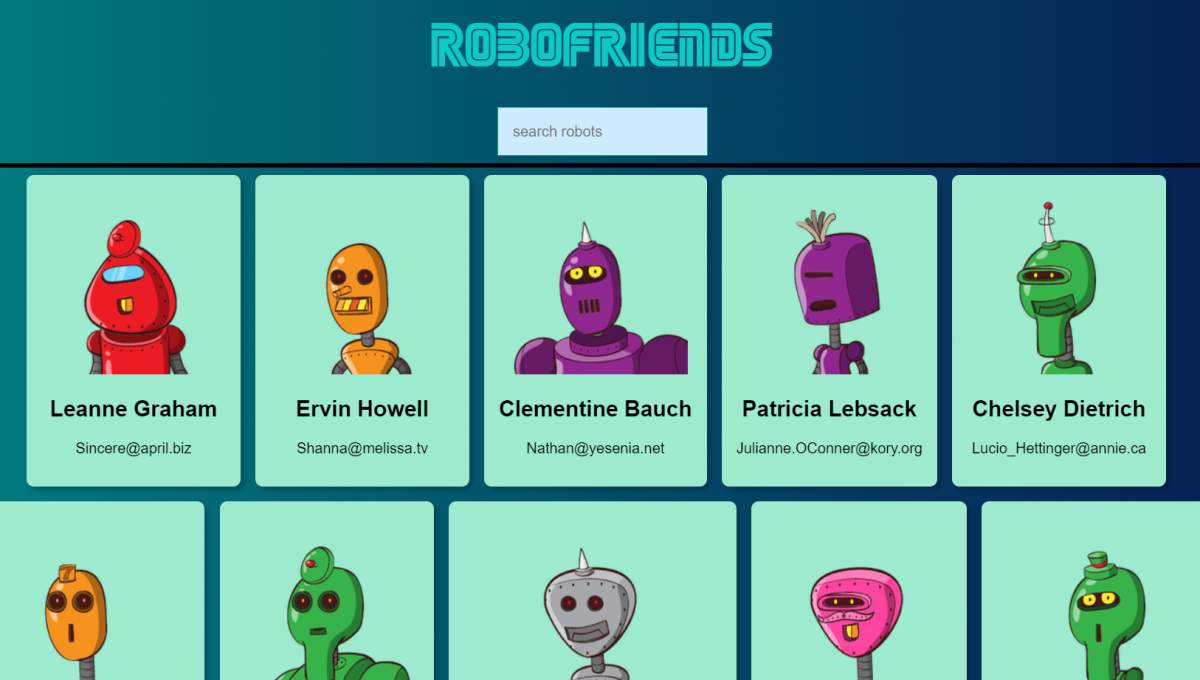 ROBOFRIENDS
search robots
Leanne Graham
Sincere@april.biz
Ervin Howell
Shanna@melissa.tv
Clementine Bauch
Nathan@yesenia.net
Patricia Lebsack
Julianne.OConner@kory.org
Chelsey Dietrich
Lucio_Hettinger@annie.ca
7